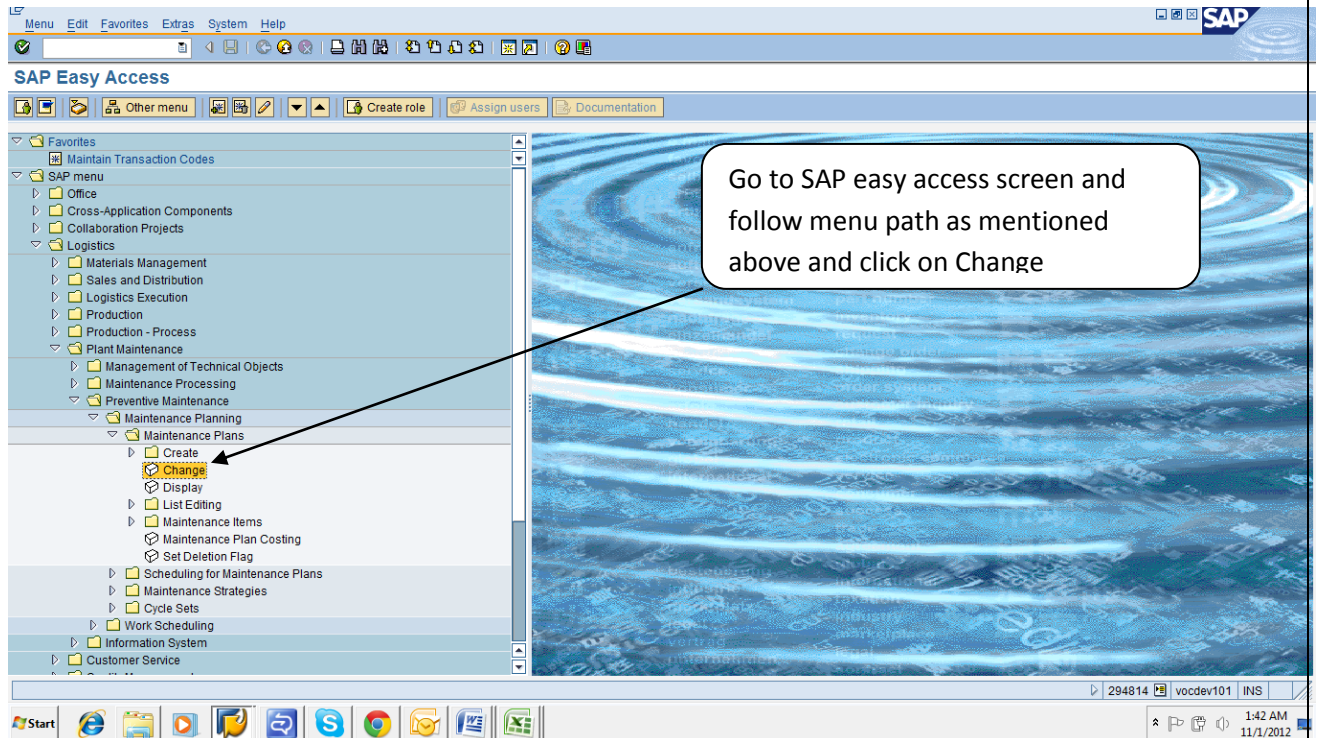 Menu Edit Favorites Extras System Help
SAP
SAP Easy Access
Other menu Create role Assign users Documentation
Favorites
Maintain Transaction Codes
SAP menu
Office
Cross-Application Components
Collaboration Projects
Logistics
Materials Management
Sales and Distribution
Logistics Execution
Production
Production - Process
Plant Maintenance
Management of Technical Objects
Maintenance Processing
Preventive Maintenance
Maintenance Planning
Maintenance Plans
Create
Change
Display
List Editing
Maintenance Items
Maintenance Plan Costing
Set Deletion Flag
Scheduling for Maintenance Plans
Maintenance Strategies
Cycle Sets
Work Scheduling
Information System
Customer Service
Go to SAP easy access screen and
follow menu path as mentioned
above and click on Change
294814 vocdev101 INS
Start
1:42 AM
11/1/2012